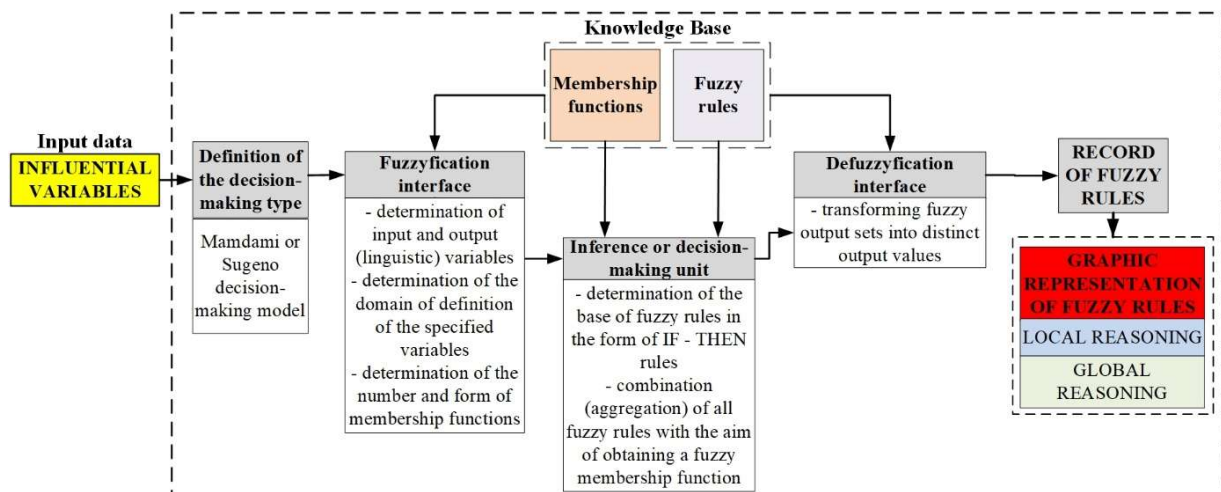 Knowledge Base
Membership
functions
Fuzzy
rules
Input data
INFLUENTIAL
VARIABLES
Definition of
the decision-
making type
Mamdami or
Sugeno
decision-
making model
Fuzzyfication
interface
- determination of
input and output
(linguistic) variables
- determination of the
domain of definition
of the specified
variables
- determination of the
number and form of
membership functions
Inference or decision-
making unit
- determination of the
base of fuzzy rules in
the form of IF - THEN
rules
- combination
(aggregation) of all
fuzzy rules with the aim
of obtaining a fuzzy
membership function
Defuzzyfication
interface
- transforming fuzzy
output sets into distinct
output values
RECORD
OF FUZZY
RULES
GRAPHIC
REPRESENTATION
OF FUZZY RULES
LOCAL REASONING
GLOBAL
REASONING